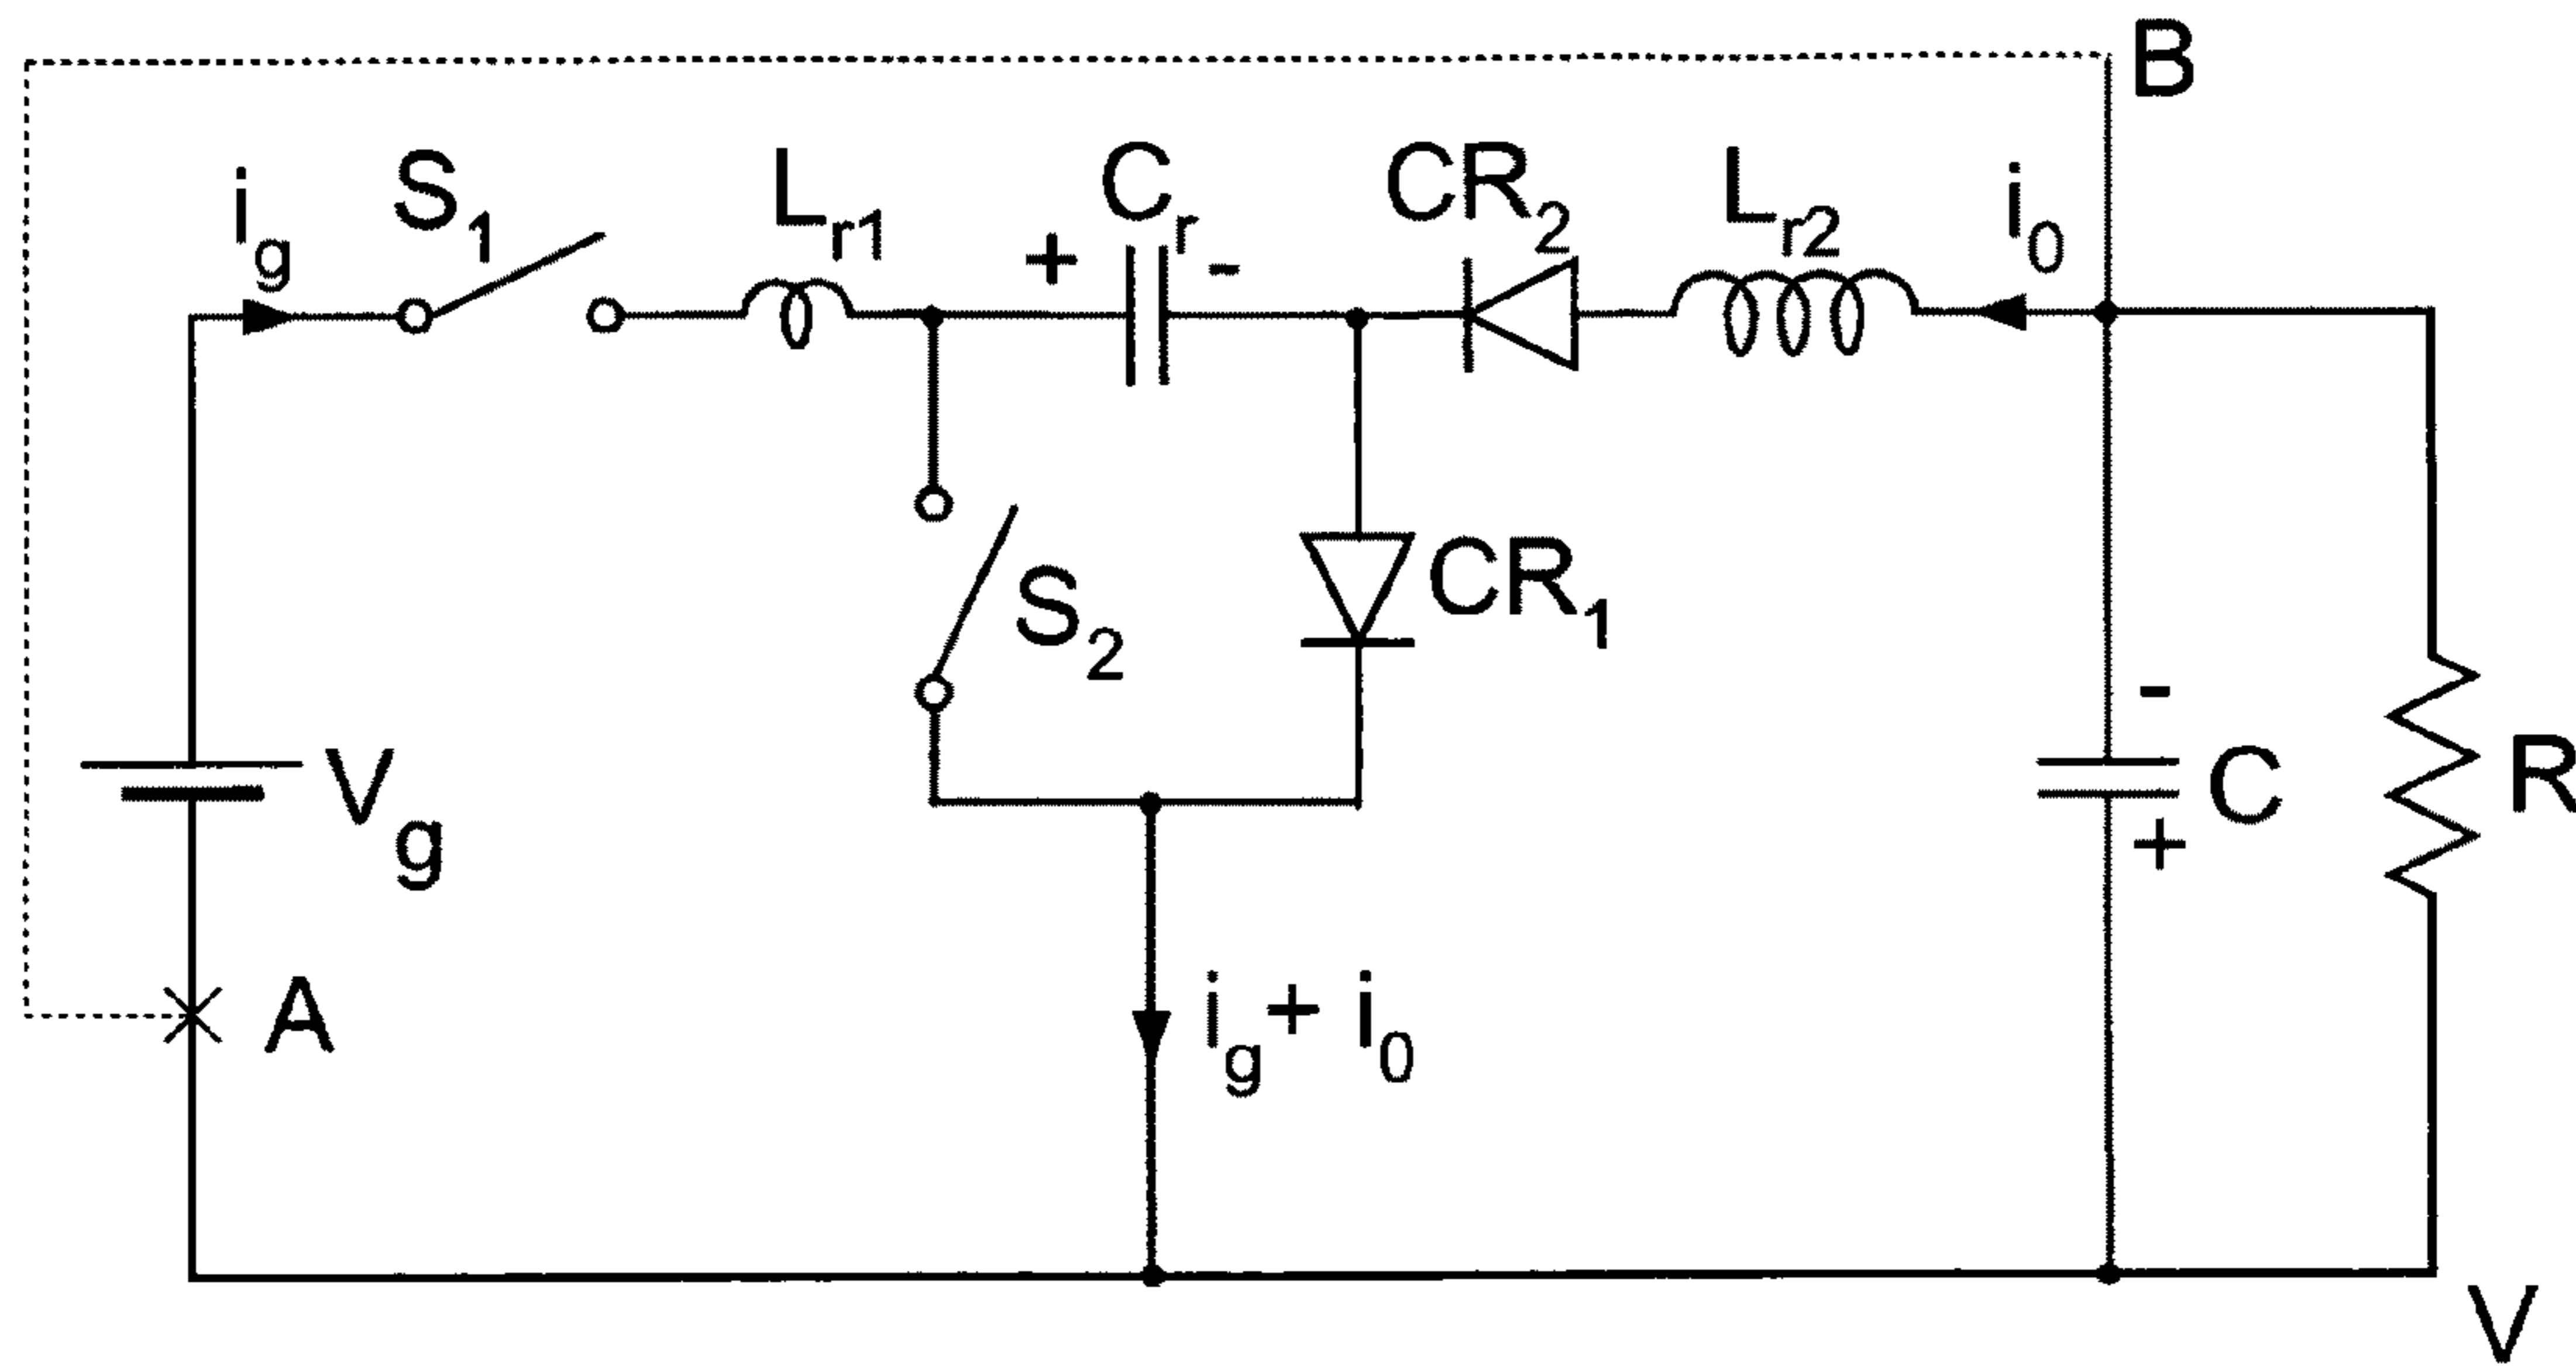 B
i_g
S_1
L_r1
+ C_r -
CR_2
L_r2
i_0
S_2
CR_1
V_g
-
C
+
R
A
i_g + i_0
V